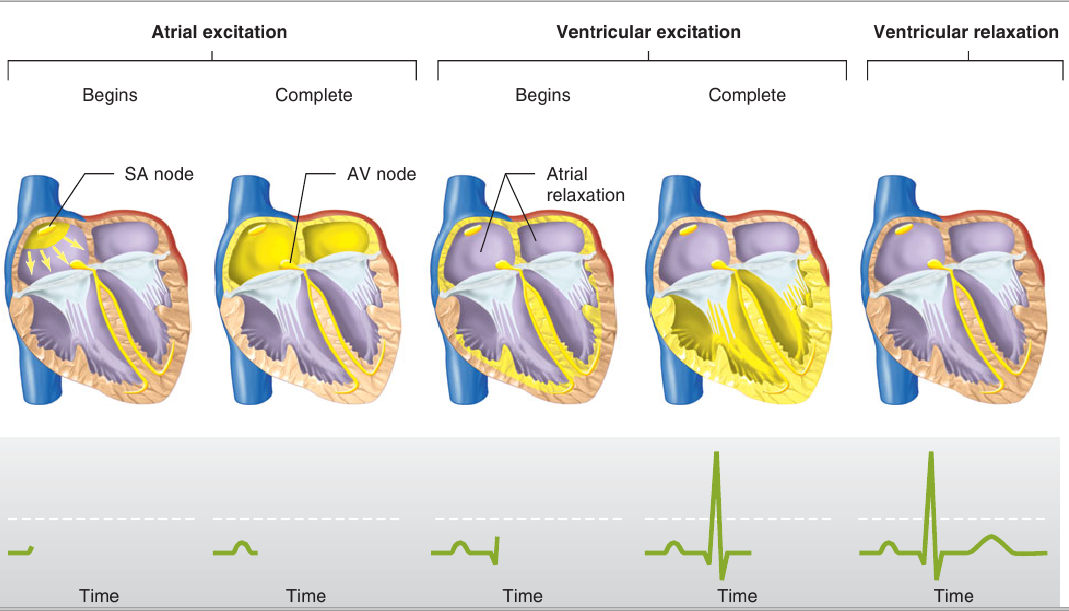 Atrial excitation
Ventricular excitation
Ventricular relaxation
Begins
Complete
Begins
Complete
SA node
AV node
Atrial
relaxation
Time
Time
Time
Time
Time